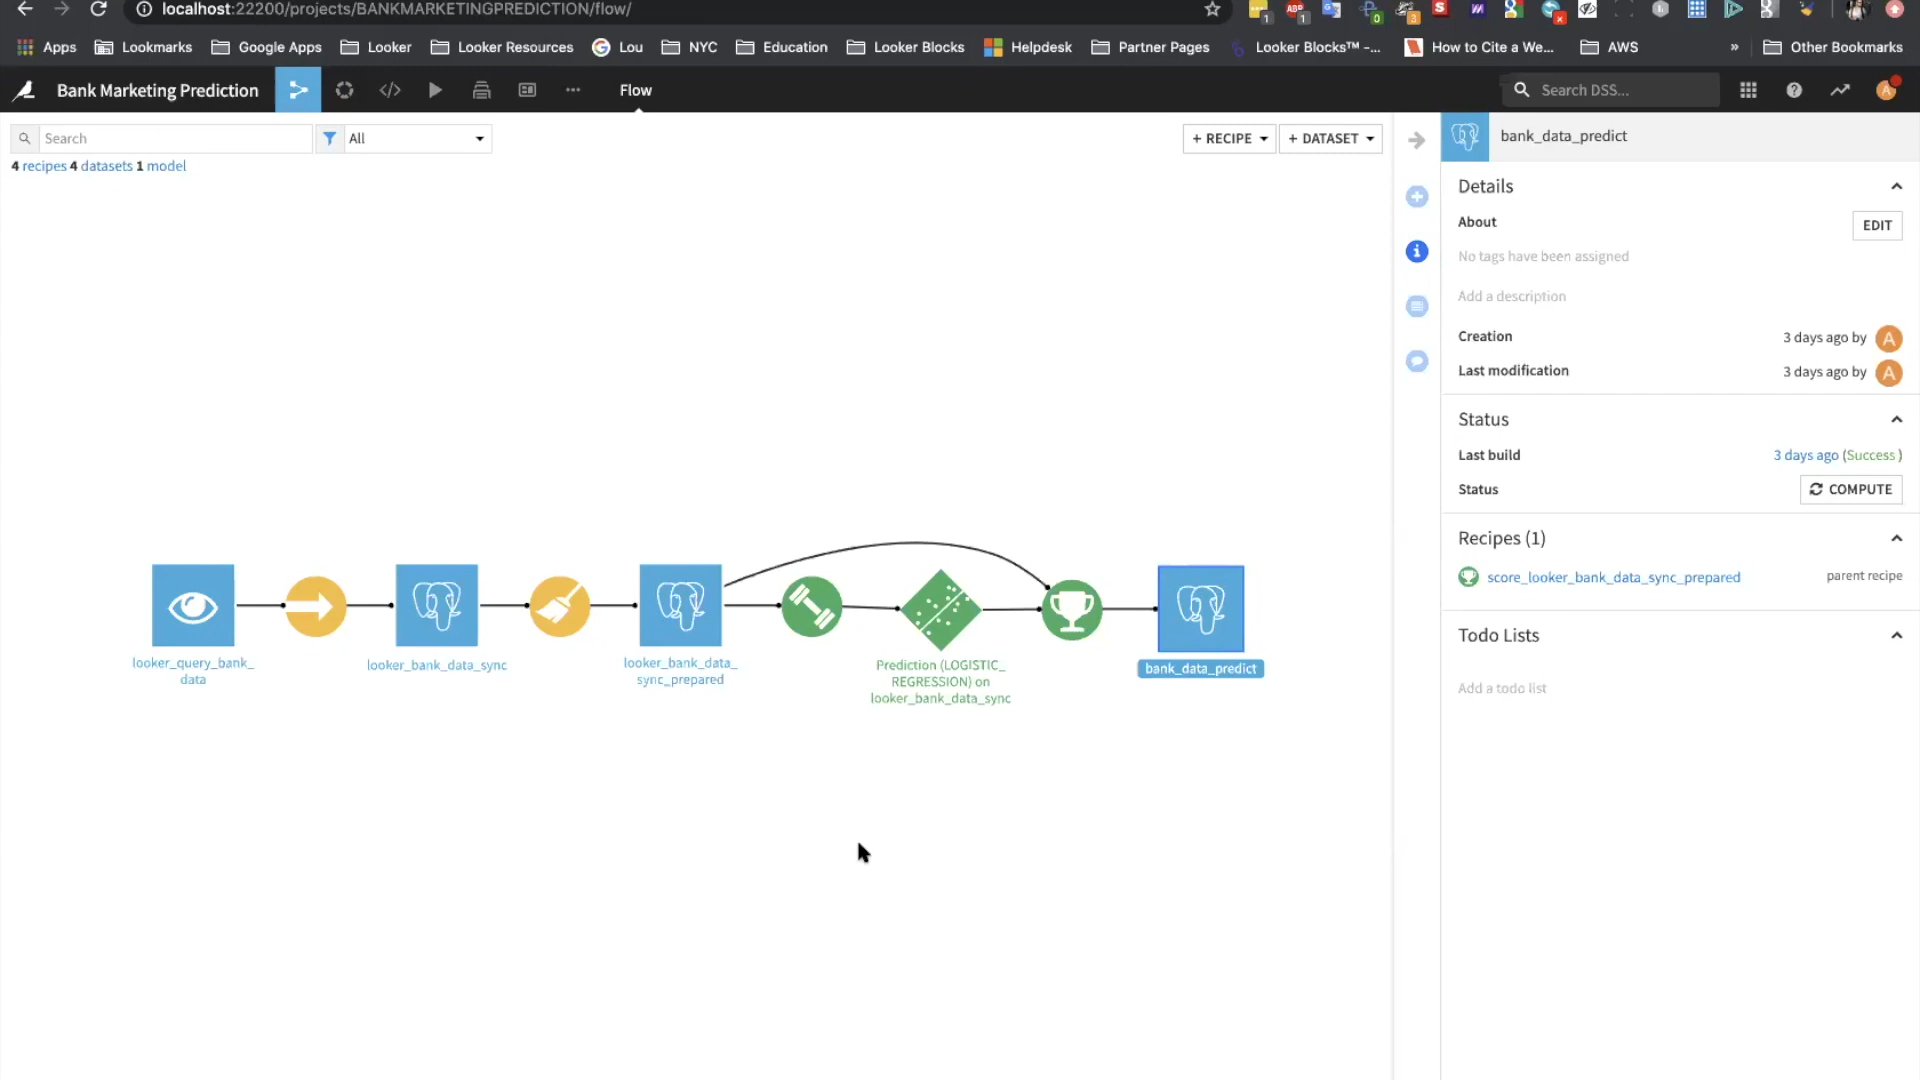 localhost:22200/projects/BANKMARKETINGPREDICTION/flow/
Apps Lookmarks Google Apps Looker Looker Resources Lou NYC Education Looker Blocks Helpdesk Partner Pages Looker Blocks™ -... How to Cite a We... AWS » Other Bookmarks
Bank Marketing Prediction Flow Search DSS... A
Search All + RECIPE + DATASET
4 recipes 4 datasets 1 model
looker_query_bank_
data
looker_bank_data_sync
looker_bank_data_
sync_prepared
Prediction (LOGISTIC_
REGRESSION) on
looker_bank_data_sync
bank_data_predict
bank_data_predict
Details
About EDIT
No tags have been assigned
Add a description
Creation 3 days ago by A
Last modification 3 days ago by A
Status
Last build 3 days ago (Success )
Status COMPUTE
Recipes (1)
score_looker_bank_data_sync_prepared parent recipe
Todo Lists
Add a todo list